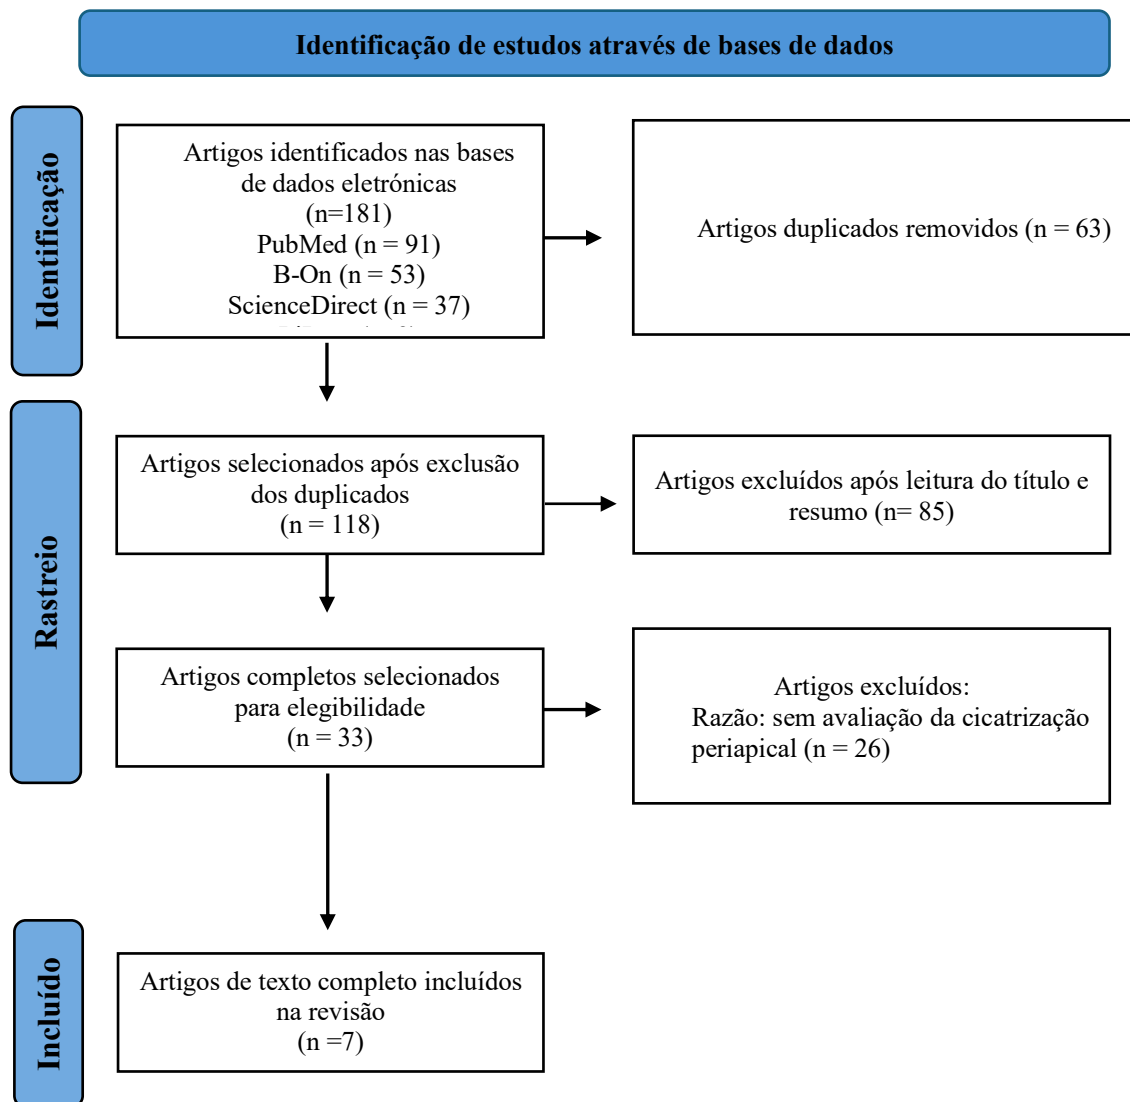 Identificação de estudos através de bases de dados
Identificação
Artigos identificados nas bases
de dados eletrónicas
(n=181)
PubMed (n = 91)
B-On (n = 53)
ScienceDirect (n = 37)
Artigos duplicados removidos (n = 63)
Rastreio
Artigos selecionados após exclusão
dos duplicados
(n = 118)
Artigos excluídos após leitura do título e
resumo (n= 85)
Artigos completos selecionados
para elegibilidade
(n = 33)
Artigos excluídos:
Razão: sem avaliação da cicatrização
periapical (n = 26)
Incluído
Artigos de texto completo incluídos
na revisão
(n =7)